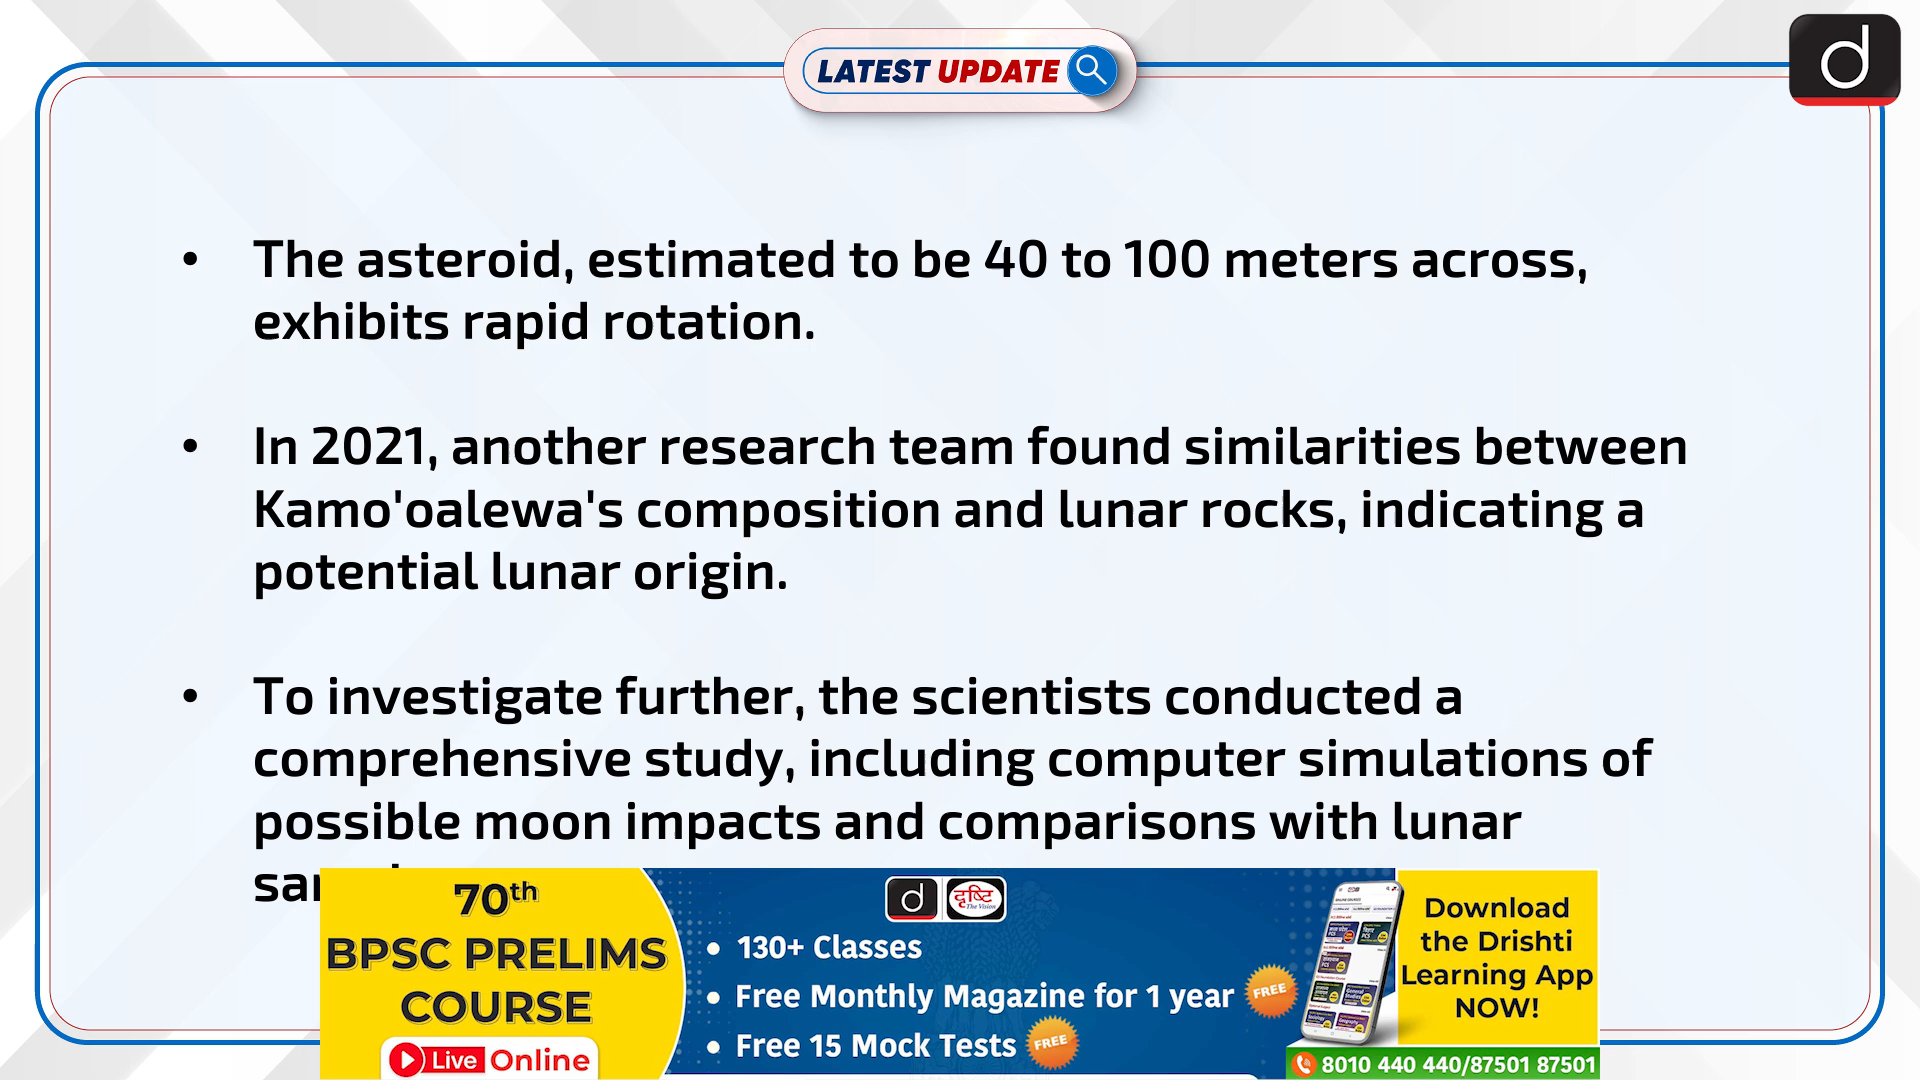 LATEST UPDATE
d
• The asteroid, estimated to be 40 to 100 meters across,
exhibits rapid rotation.
• In 2021, another research team found similarities between
Kamo'oalewa's composition and lunar rocks, indicating a
potential lunar origin.
• To investigate further, the scientists conducted a
comprehensive study, including computer simulations of
possible moon impacts and comparisons with lunar
70th
BPSC PRELIMS
COURSE
Live Online
d
दृष्टि
The Vision
• 130+ Classes
• Free Monthly Magazine for 1 year FREE
• Free 15 Mock Tests FREE
Download
the Drishti
Learning App
NOW!
8010 440 440/87501 87501